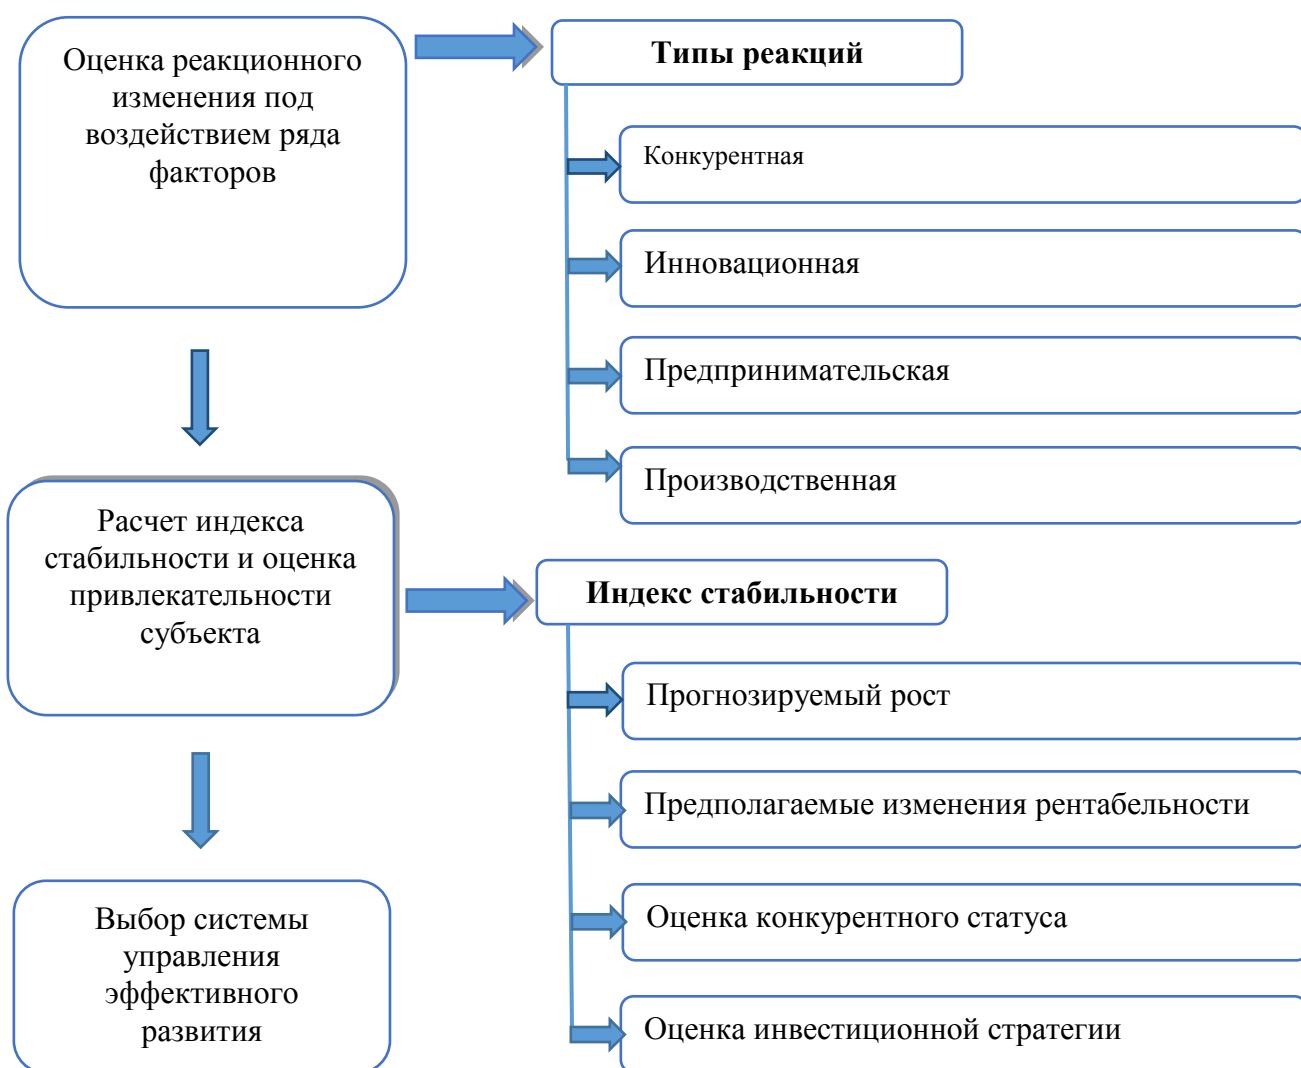 Оценка реакционного
изменения под
воздействием ряда
факторов
Типы реакций
Конкурентная
Инновационная
Предпринимательская
Производственная
Расчет индекса
стабильности и оценка
привлекательности
субъекта
Индекс стабильности
Прогнозируемый рост
Предполагаемые изменения рентабельности
Оценка конкурентного статуса
Оценка инвестиционной стратегии
Выбор системы
управления
эффективного
развития